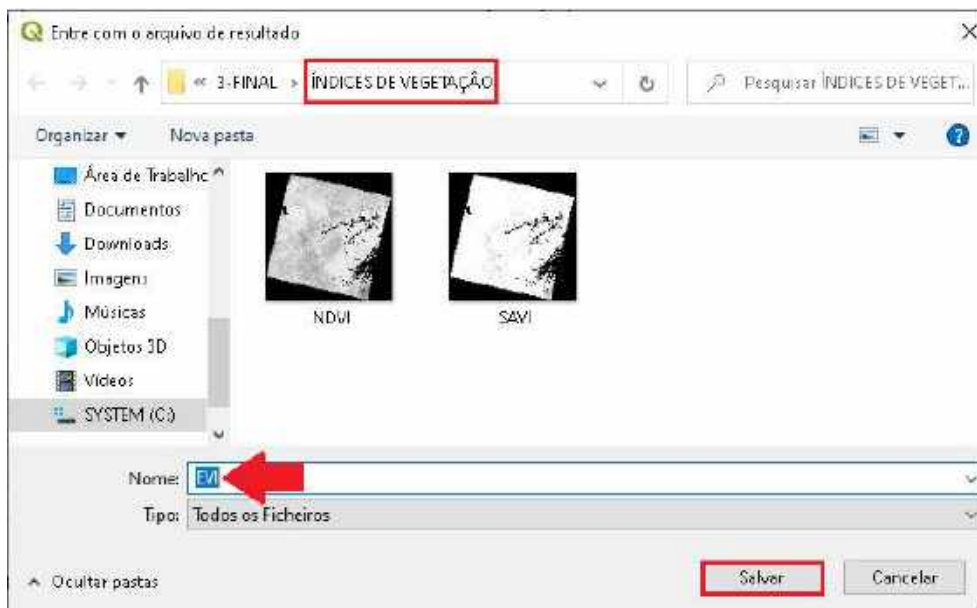 Entre com o arquivo de resultado
« 3-FINAL > ÍNDICES DE VEGETAÇÃO
Pesquisar ÍNDICES DE VEGET...
Organizar
Nova pasta
Área de Trabalho
Documentos
Downloads
Imagens
Músicas
Objetos 3D
Vídeos
SYSTEM (C:)
NDVI
SAVI
Nome: EVI
Tipo: Todos os Ficheiros
Ocultar pastas
Salvar
Cancelar